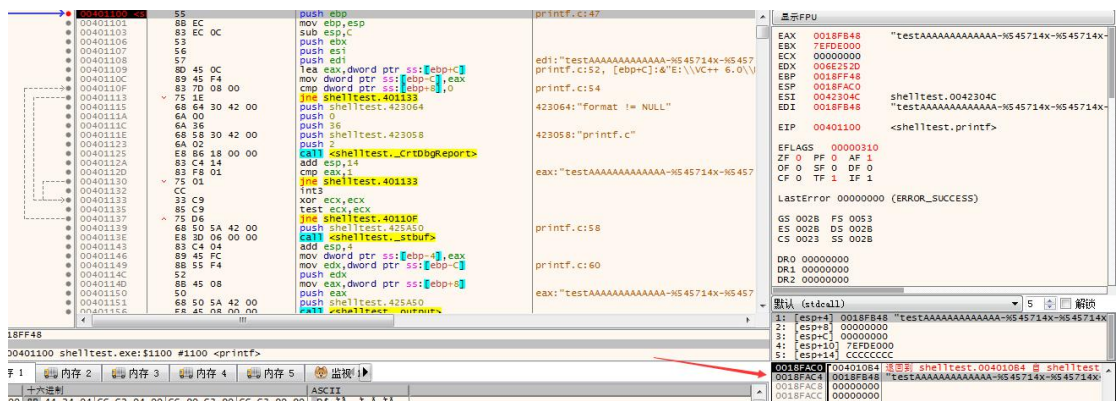 00401100 <s 55 push ebp printf.c:47
00401101 8B EC mov ebp,esp
00401103 83 EC 0C sub esp,C
00401106 53 push ebx
00401107 56 push esi
00401108 57 push edi edi:"testAAAAAAAAAAAAA-%545714x-%5457
00401109 8D 45 0C lea eax,dword ptr ss:[ebp+C] printf.c:52, [ebp+C]:&"E:\\VC++ 6.0\\
0040110C 89 45 F4 mov dword ptr ss:[ebp-C],eax
0040110F 83 7D 08 00 cmp dword ptr ss:[ebp+8],0 printf.c:54
00401113 75 1E jne shelltest.401133
00401115 68 64 30 42 00 push shelltest.423064 423064:"format != NULL"
0040111A 6A 00 push 0
0040111C 6A 36 push 36
0040111E 68 58 30 42 00 push shelltest.423058 423058:"printf.c"
00401123 6A 02 push 2
00401125 E8 B6 18 00 00 call <shelltest._CrtDbgReport>
0040112A 83 C4 14 add esp,14
0040112D 83 F8 01 cmp eax,1 eax:"testAAAAAAAAAAAAA-%545714x-%5457
00401130 75 01 jne shelltest.401133
00401132 CC int3
00401133 33 C9 xor ecx,ecx
00401135 85 C9 test ecx,ecx
00401137 75 D6 jne shelltest.40110F
00401139 68 50 5A 42 00 push shelltest.425A50 printf.c:58
0040113E E8 3D 06 00 00 call <shelltest._stbuf>
00401143 83 C4 04 add esp,4
00401146 89 45 FC mov dword ptr ss:[ebp-4],eax
00401149 8B 55 F4 mov edx,dword ptr ss:[ebp-C] printf.c:60
0040114C 52 push edx
0040114D 8B 45 08 mov eax,dword ptr ss:[ebp+8]
00401150 50 push eax eax:"testAAAAAAAAAAAAA-%545714x-%5457
00401151 68 50 5A 42 00 push shelltest.425A50
00401156 E8 45 08 00 00 call <shelltest._output>
18FF48
00401100 shelltest.exe:$1100 #1100 <printf>
存 1 内存 2 内存 3 内存 4 内存 5 监视 1
十六进制 ASCII
显示FPU
EAX 0018FB48 "testAAAAAAAAAAAAA-%545714x-%545714x-
EBX 7EFDE000
ECX 00000000
EDX 006E252D
EBP 0018FF48
ESP 0018FAC0
ESI 0042304C shelltest.0042304C
EDI 0018FB48 "testAAAAAAAAAAAAA-%545714x-%545714x-
EIP 00401100 <shelltest.printf>
EFLAGS 00000310
ZF 0 PF 0 AF 1
OF 0 SF 0 DF 0
CF 0 TF 1 IF 1
LastError 00000000 (ERROR_SUCCESS)
GS 002B FS 0053
ES 002B DS 002B
CS 0023 SS 002B
DR0 00000000
DR1 00000000
DR2 00000000
默认 (stdcall) 5 解锁
1: [esp+4] 0018FB48 "testAAAAAAAAAAAAA-%545714x-%545714x
2: [esp+8] 00000000
3: [esp+C] 00000000
4: [esp+10] 7EFDE000
5: [esp+14] CCCCCCCC
0018FAC0 004010B4 返回到 shelltest.004010B4 自 shelltest
0018FAC4 0018FB48 "testAAAAAAAAAAAAA-%545714x-%545714x-
0018FAC8 00000000
0018FACC 00000000